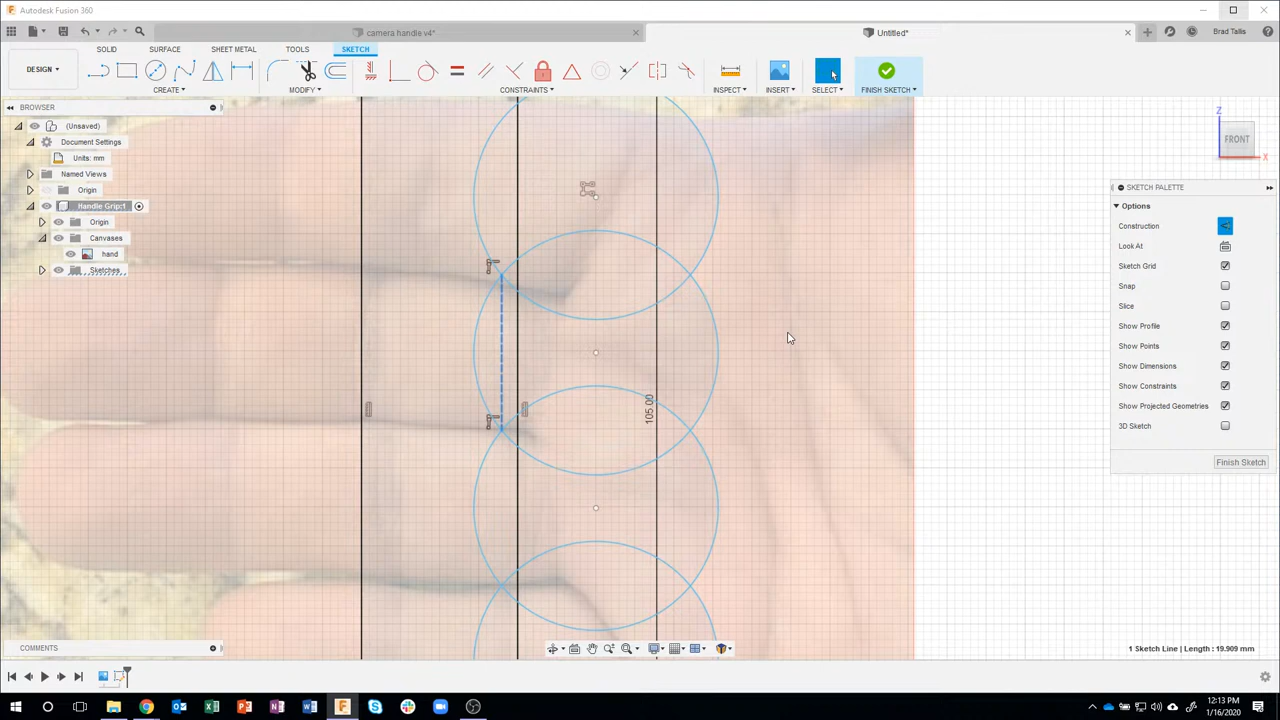 Autodesk Fusion 360
camera handle v4*
Untitled*
Brad Tallis
SOLID SURFACE SHEET METAL TOOLS SKETCH
DESIGN
CREATE MODIFY CONSTRAINTS INSPECT INSERT SELECT FINISH SKETCH
BROWSER
(Unsaved)
Document Settings
Units: mm
Named Views
Origin
Handle Grip:1
Origin
Canvases
hand
Sketches
105.00
Z
FRONT
X
SKETCH PALETTE
Options
Construction
Look At
Sketch Grid
Snap
Slice
Show Profile
Show Points
Show Dimensions
Show Constraints
Show Projected Geometries
3D Sketch
Finish Sketch
COMMENTS
1 Sketch Line | Length : 19.909 mm
12:13 PM
1/16/2020